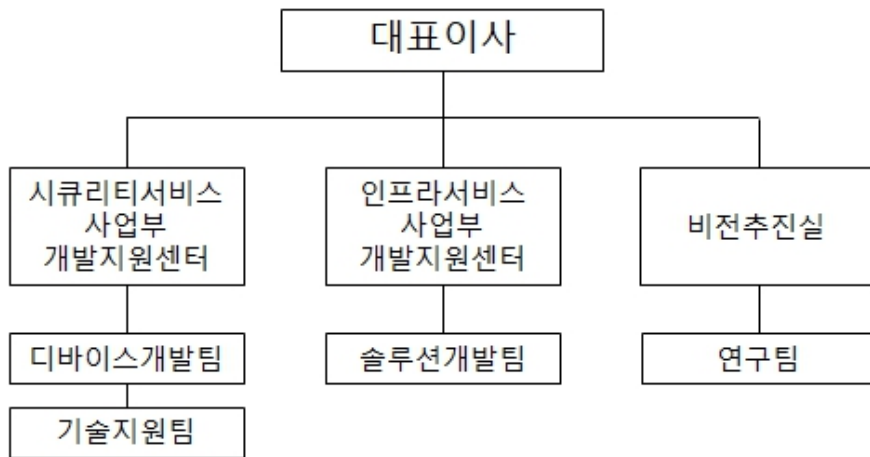 대표이사
시큐리티서비스
사업부
개발지원센터
인프라서비스
사업부
개발지원센터
비전추진실
디바이스개발팀
솔루션개발팀
연구팀
기술지원팀